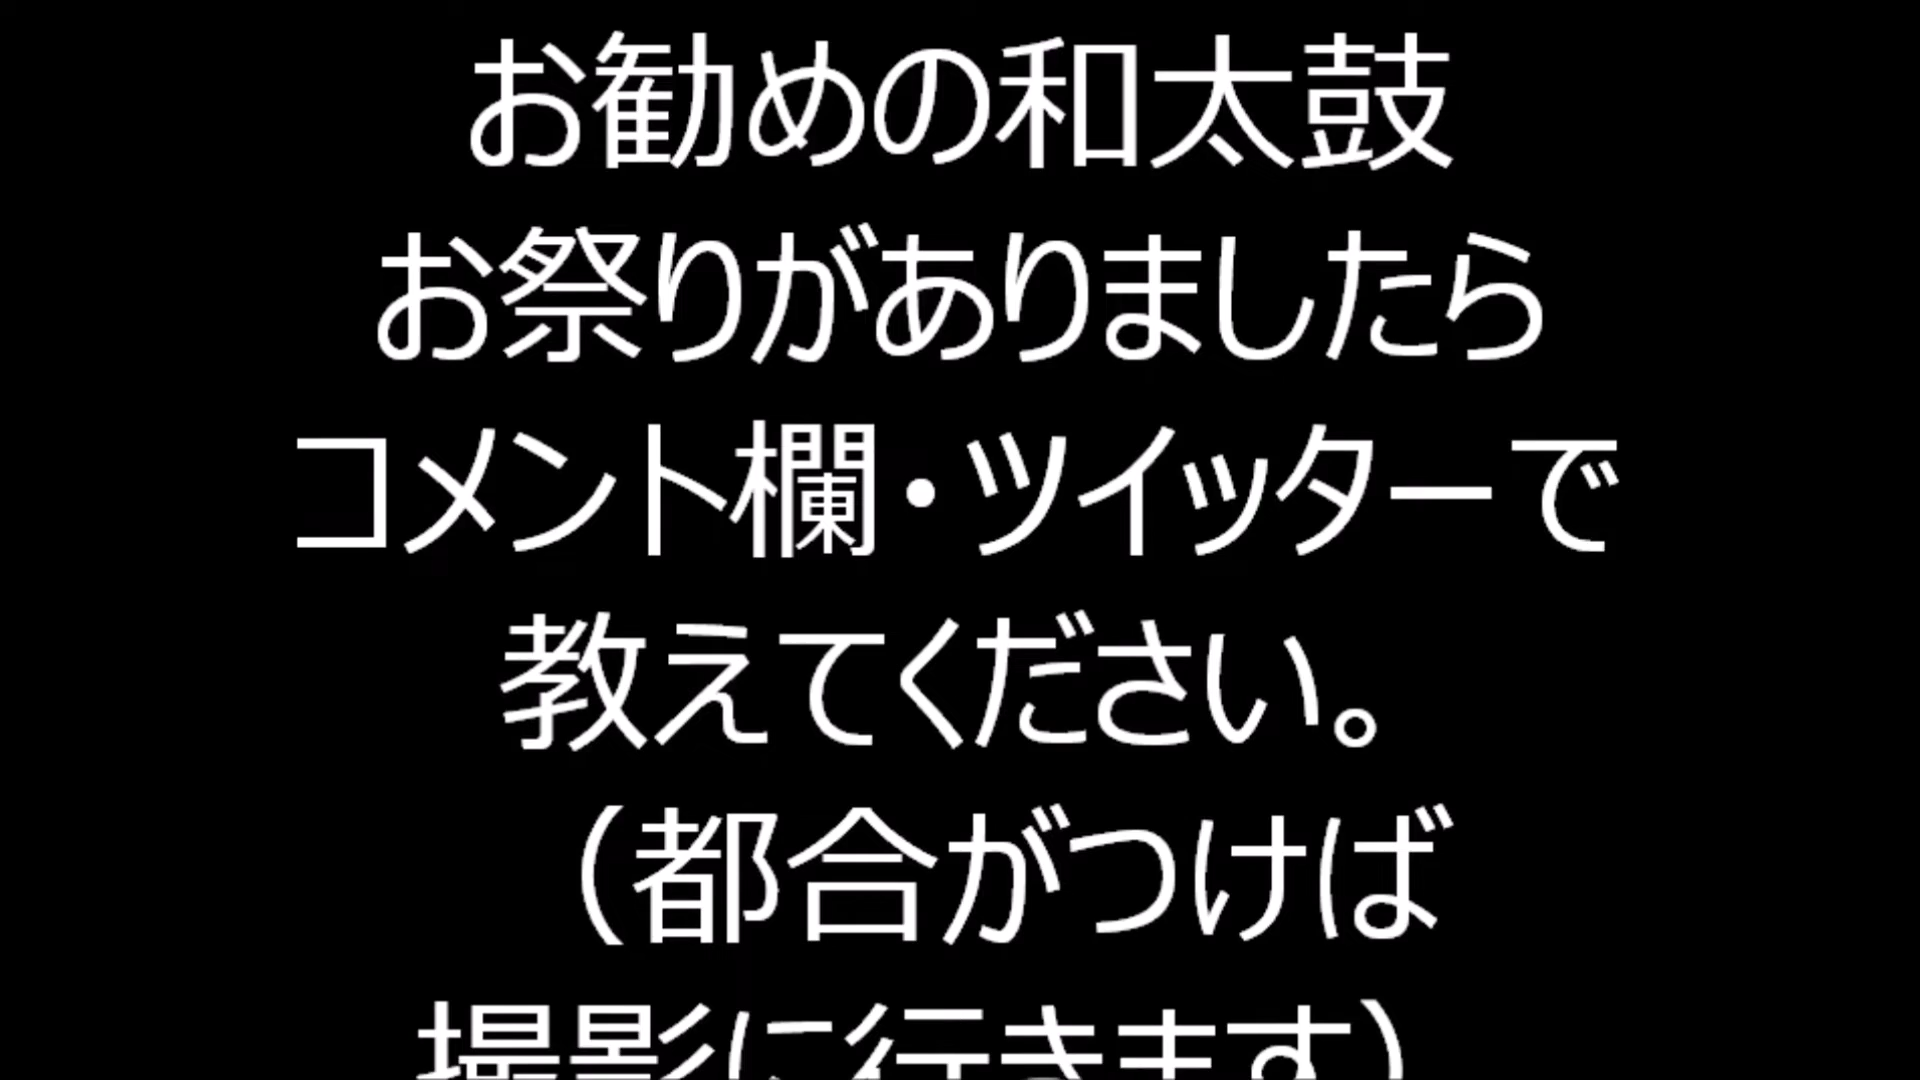 お勧めの和太鼓
お祭りがありましたら
コメント欄・ツイッターで
教えてください。
（都合がつけば
撮影に行きます）